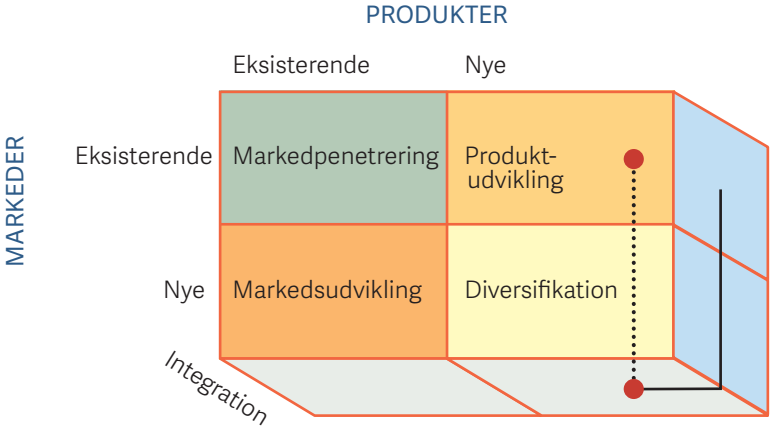 PRODUKTER
Eksisterende
Nye
MARKEDER
Eksisterende
Markedpenetrering
Produkt-
udvikling
Nye
Markedsudvikling
Diversifikation
Integration